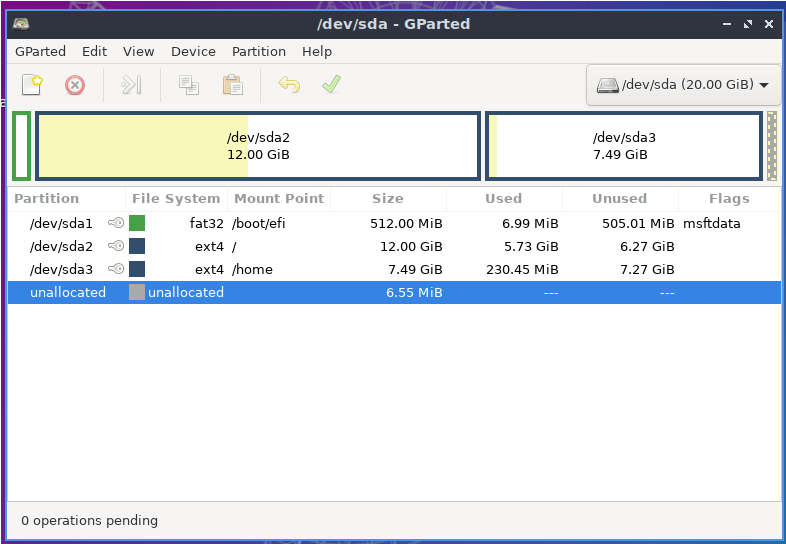 /dev/sda - GParted
GParted Edit View Device Partition Help
/dev/sda (20.00 GiB)
/dev/sda2
12.00 GiB
/dev/sda3
7.49 GiB
Partition File System Mount Point Size Used Unused Flags
/dev/sda1 fat32 /boot/efi 512.00 MiB 6.99 MiB 505.01 MiB msftdata
/dev/sda2 ext4 / 12.00 GiB 5.73 GiB 6.27 GiB
/dev/sda3 ext4 /home 7.49 GiB 230.45 MiB 7.27 GiB
unallocated unallocated 6.55 MiB --- ---
0 operations pending